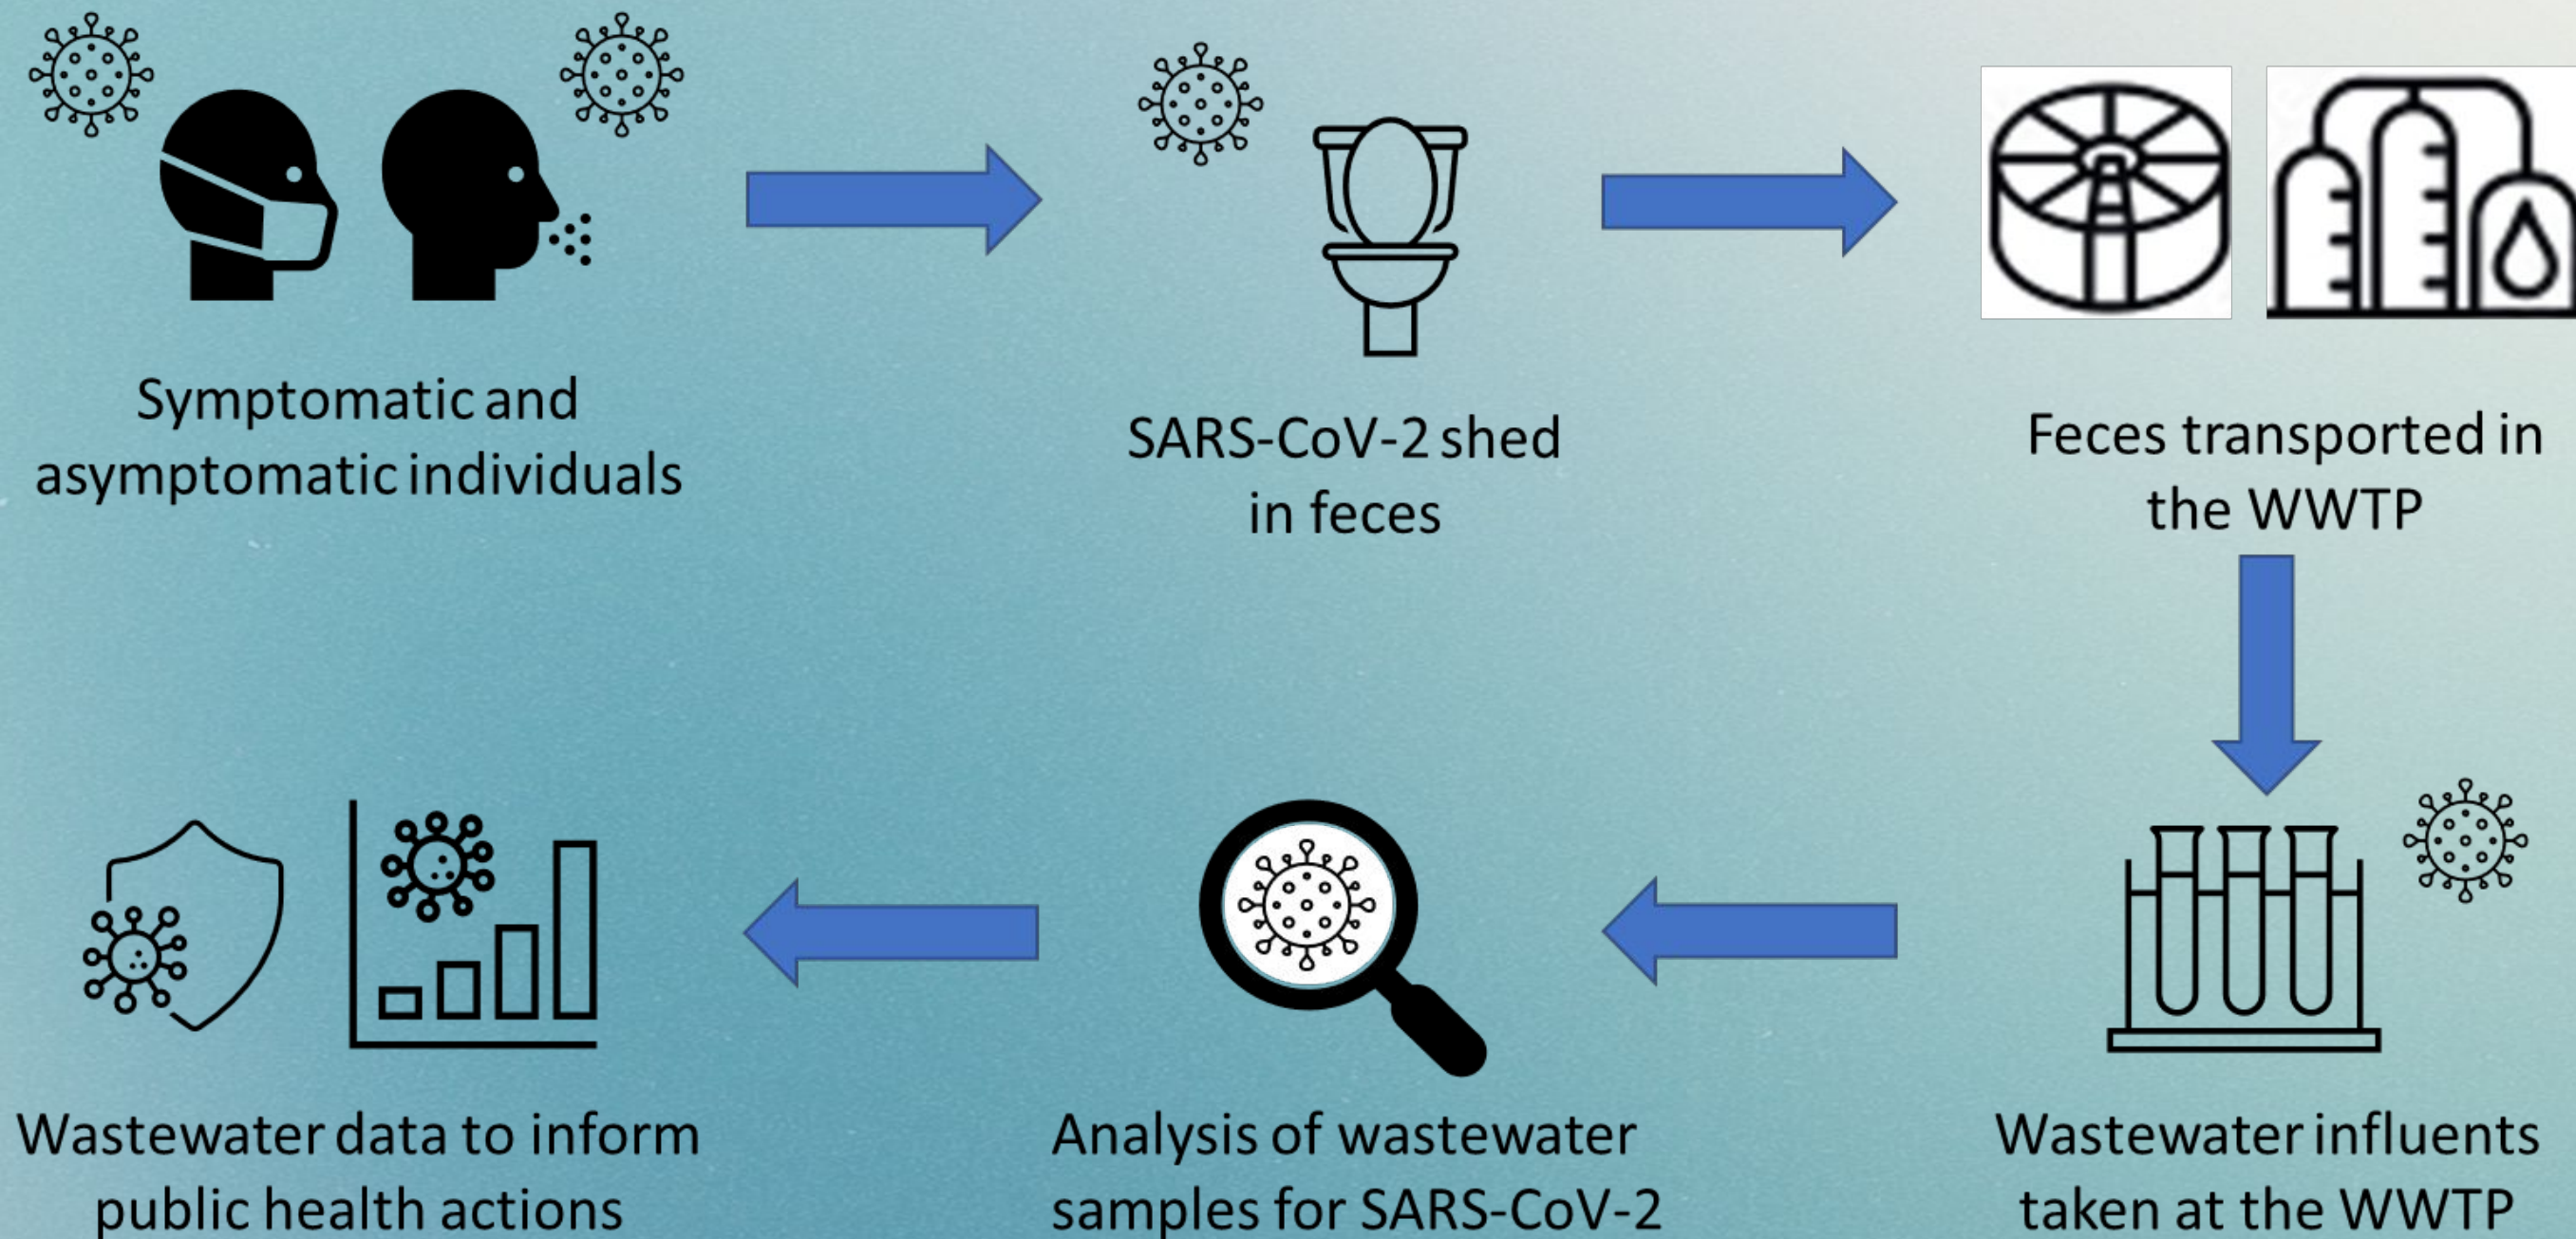 Symptomatic and
asymptomatic individuals
SARS-CoV-2 shed
in feces
Feces transported in
the WWTP
Wastewater influents
taken at the WWTP
Analysis of wastewater
samples for SARS-CoV-2
Wastewater data to inform
public health actions